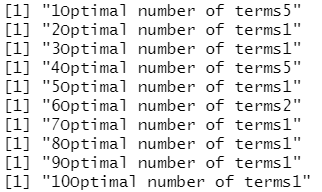 [1] "1Optimal number of terms5"
[1] "2Optimal number of terms1"
[1] "3Optimal number of terms1"
[1] "4Optimal number of terms5"
[1] "5Optimal number of terms1"
[1] "6Optimal number of terms2"
[1] "7Optimal number of terms1"
[1] "8Optimal number of terms1"
[1] "9Optimal number of terms1"
[1] "10Optimal number of terms1"